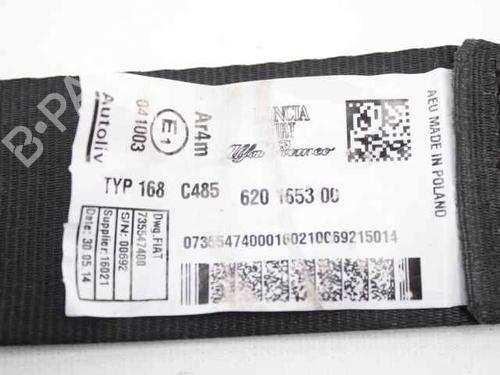 B-PA
Autoliv
041003
E1
Ar4m
LANCIA
FIAT
Alfa Romeo
AEU MADE IN POLAND
TYP 168 C485 620 1653 00
Dwg.FIAT
735547400
S/N: 00692
Supplier:16021
Date: 30 05.14
07355474000160210069215014